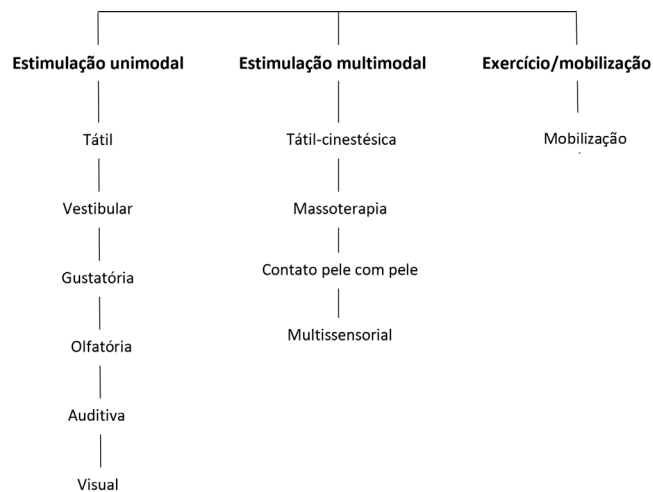 Estimulação unimodal
Tátil
Vestibular
Gustatória
Olfatória
Auditiva
Visual
Estimulação multimodal
Tátil-cinestésica
Massoterapia
Contato pele com pele
Multissensorial
Exercício/mobilização
Mobilização